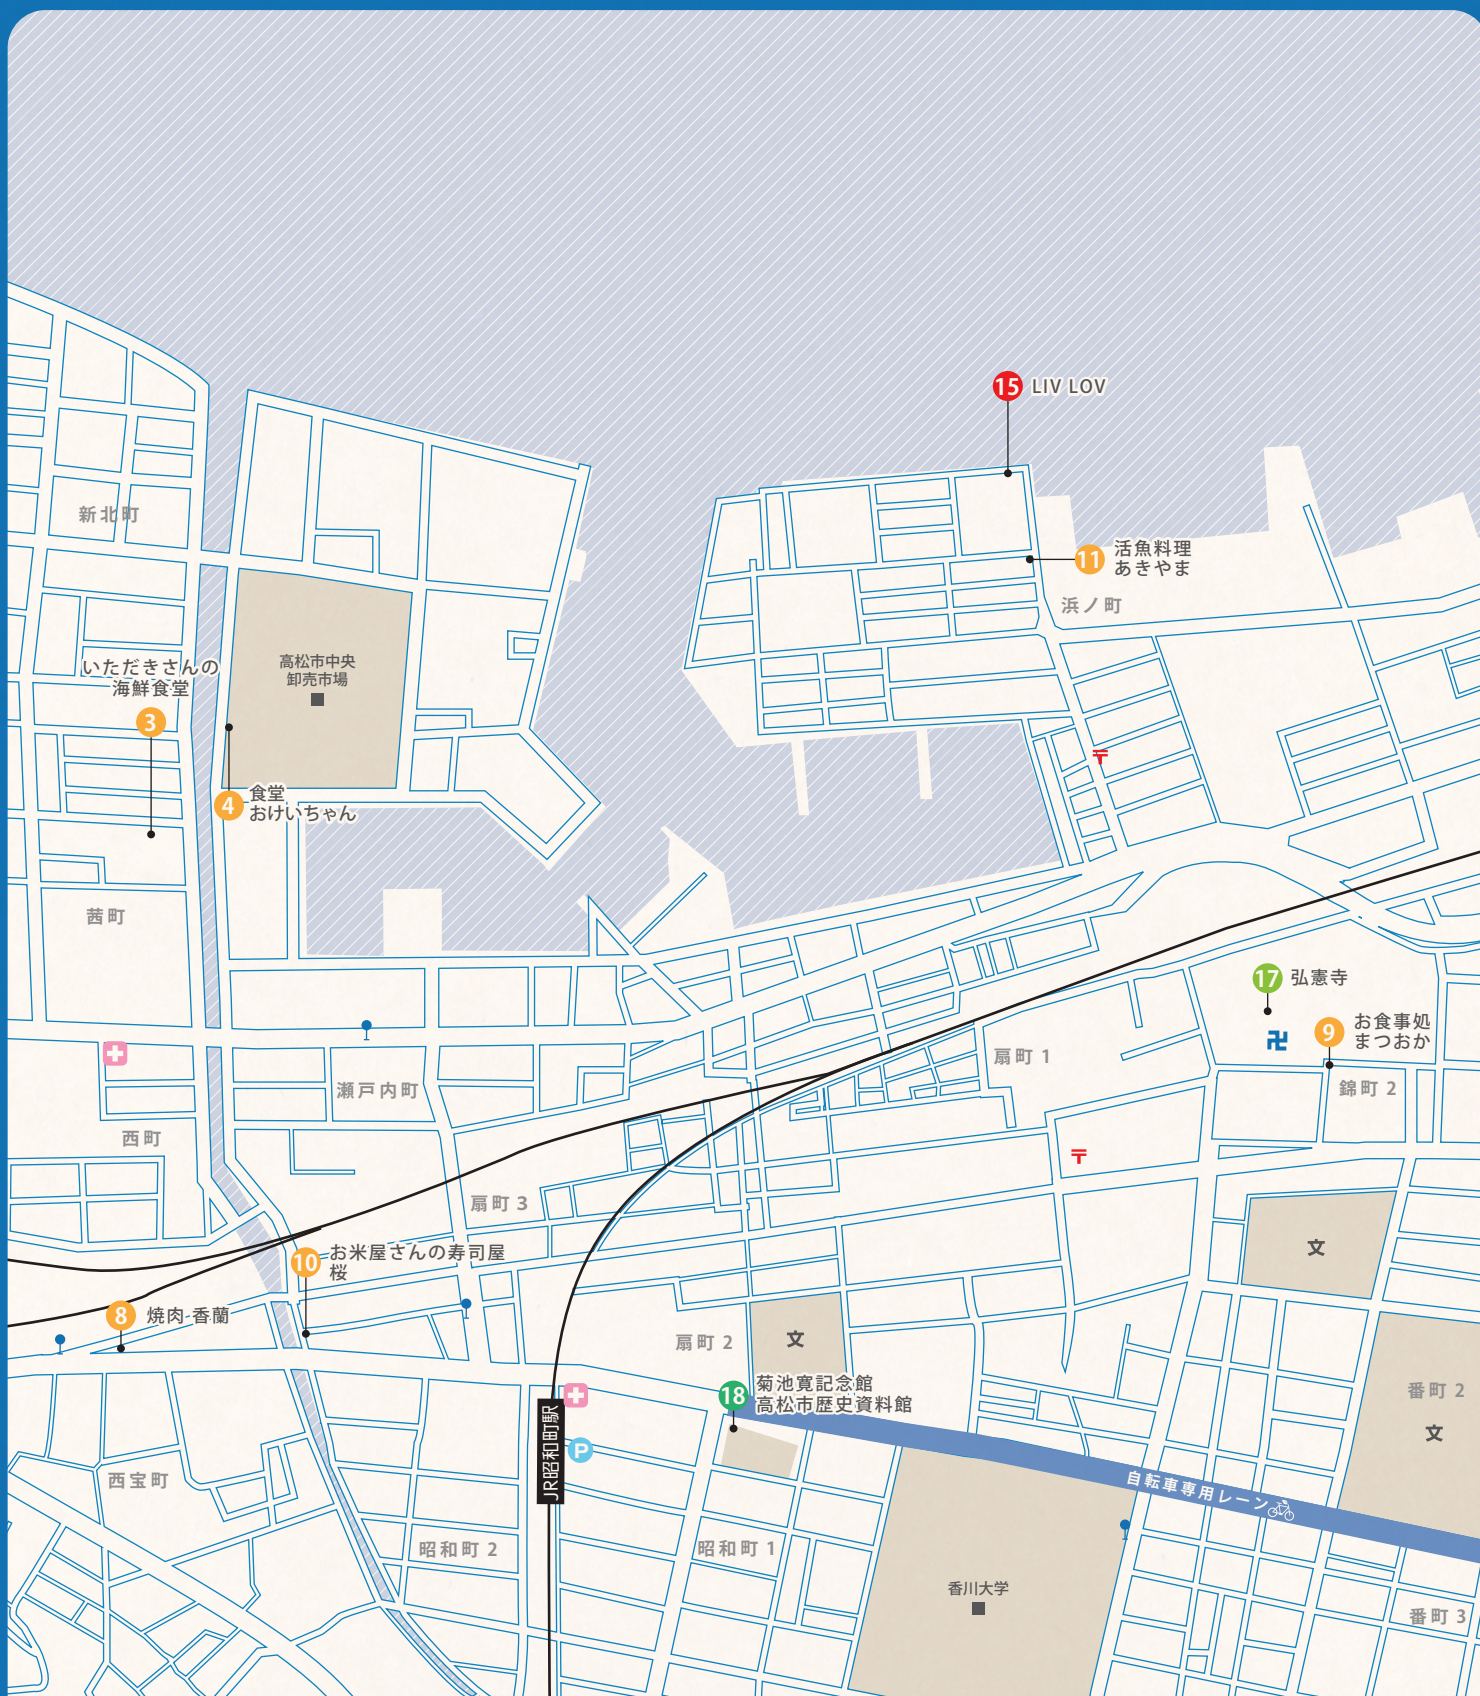 15 LIV LOV
新北町
11 活魚料理
あきやま
浜ノ町
いただきさんの
海鮮食堂
3
高松市中央
卸売市場
4 食堂
おけいちゃん
〒
茜町
17 弘憲寺
卍
9 お食事処
まつおか
扇町 1
錦町 2
瀬戸内町
西町
〒
扇町 3
文
10 お米屋さんの寿司屋
桜
8 焼肉 香蘭
扇町 2
文
18 菊池寛記念館
高松市歴史資料館
番町 2
文
JR昭和町駅
P
西宝町
自転車専用レーン
昭和町 2
昭和町 1
香川大学
番町 3